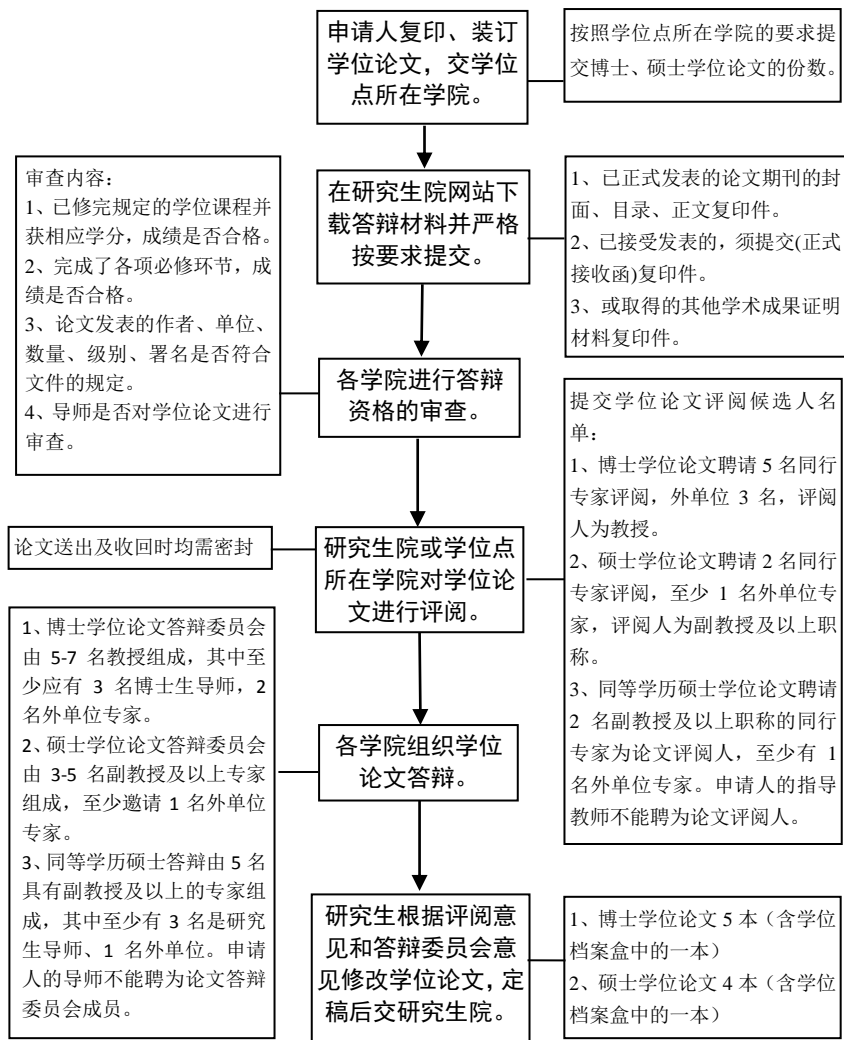 申请人复印、装订
学位论文，交学位
点所在学院。
按照学位点所在学院的要求提
交博士、硕士学位论文的份数。
在研究生院网站下
载答辩材料并严格
按要求提交。
1、已正式发表的论文期刊的封
面、目录、正文复印件。
2、已接受发表的，须提交(正式
接收函)复印件。
3、或取得的其他学术成果证明
材料复印件。
审查内容：
1、已修完规定的学位课程并
获相应学分，成绩是否合格。
2、完成了各项必修环节，成
绩是否合格。
3、论文发表的作者、单位、
数量、级别、署名是否符合
文件的规定。
4、导师是否对学位论文进行
审查。
各学院进行答辩
资格的审查。
提交学位论文评阅候选人名
单：
1、博士学位论文聘请 5 名同行
专家评阅，外单位 3 名，评阅
人为教授。
2、硕士学位论文聘请 2 名同行
专家评阅，至少 1 名外单位专
家，评阅人为副教授及以上职
称。
3、同等学历硕士学位论文聘请
2 名副教授及以上职称的同行
专家为论文评阅人，至少有 1
名外单位专家。申请人的指导
教师不能聘为论文评阅人。
论文送出及收回时均需密封
研究生院或学位点
所在学院对学位论
文进行评阅。
1、博士学位论文答辩委员会
由 5-7 名教授组成，其中至
少应有 3 名博士生导师，2
名外单位专家。
2、硕士学位论文答辩委员会
由 3-5 名副教授及以上专家
组成，至少邀请 1 名外单位
专家。
3、同等学历硕士答辩由 5 名
具有副教授及以上的专家组
成，其中至少有 3 名是研究
生导师、1 名外单位。申请
人的导师不能聘为论文答辩
委员会成员。
各学院组织学位
论文答辩。
研究生根据评阅意
见和答辩委员会意
见修改学位论文，定
稿后交研究生院。
1、博士学位论文 5 本（含学位
档案盒中的一本）
2、硕士学位论文 4 本（含学位
档案盒中的一本）